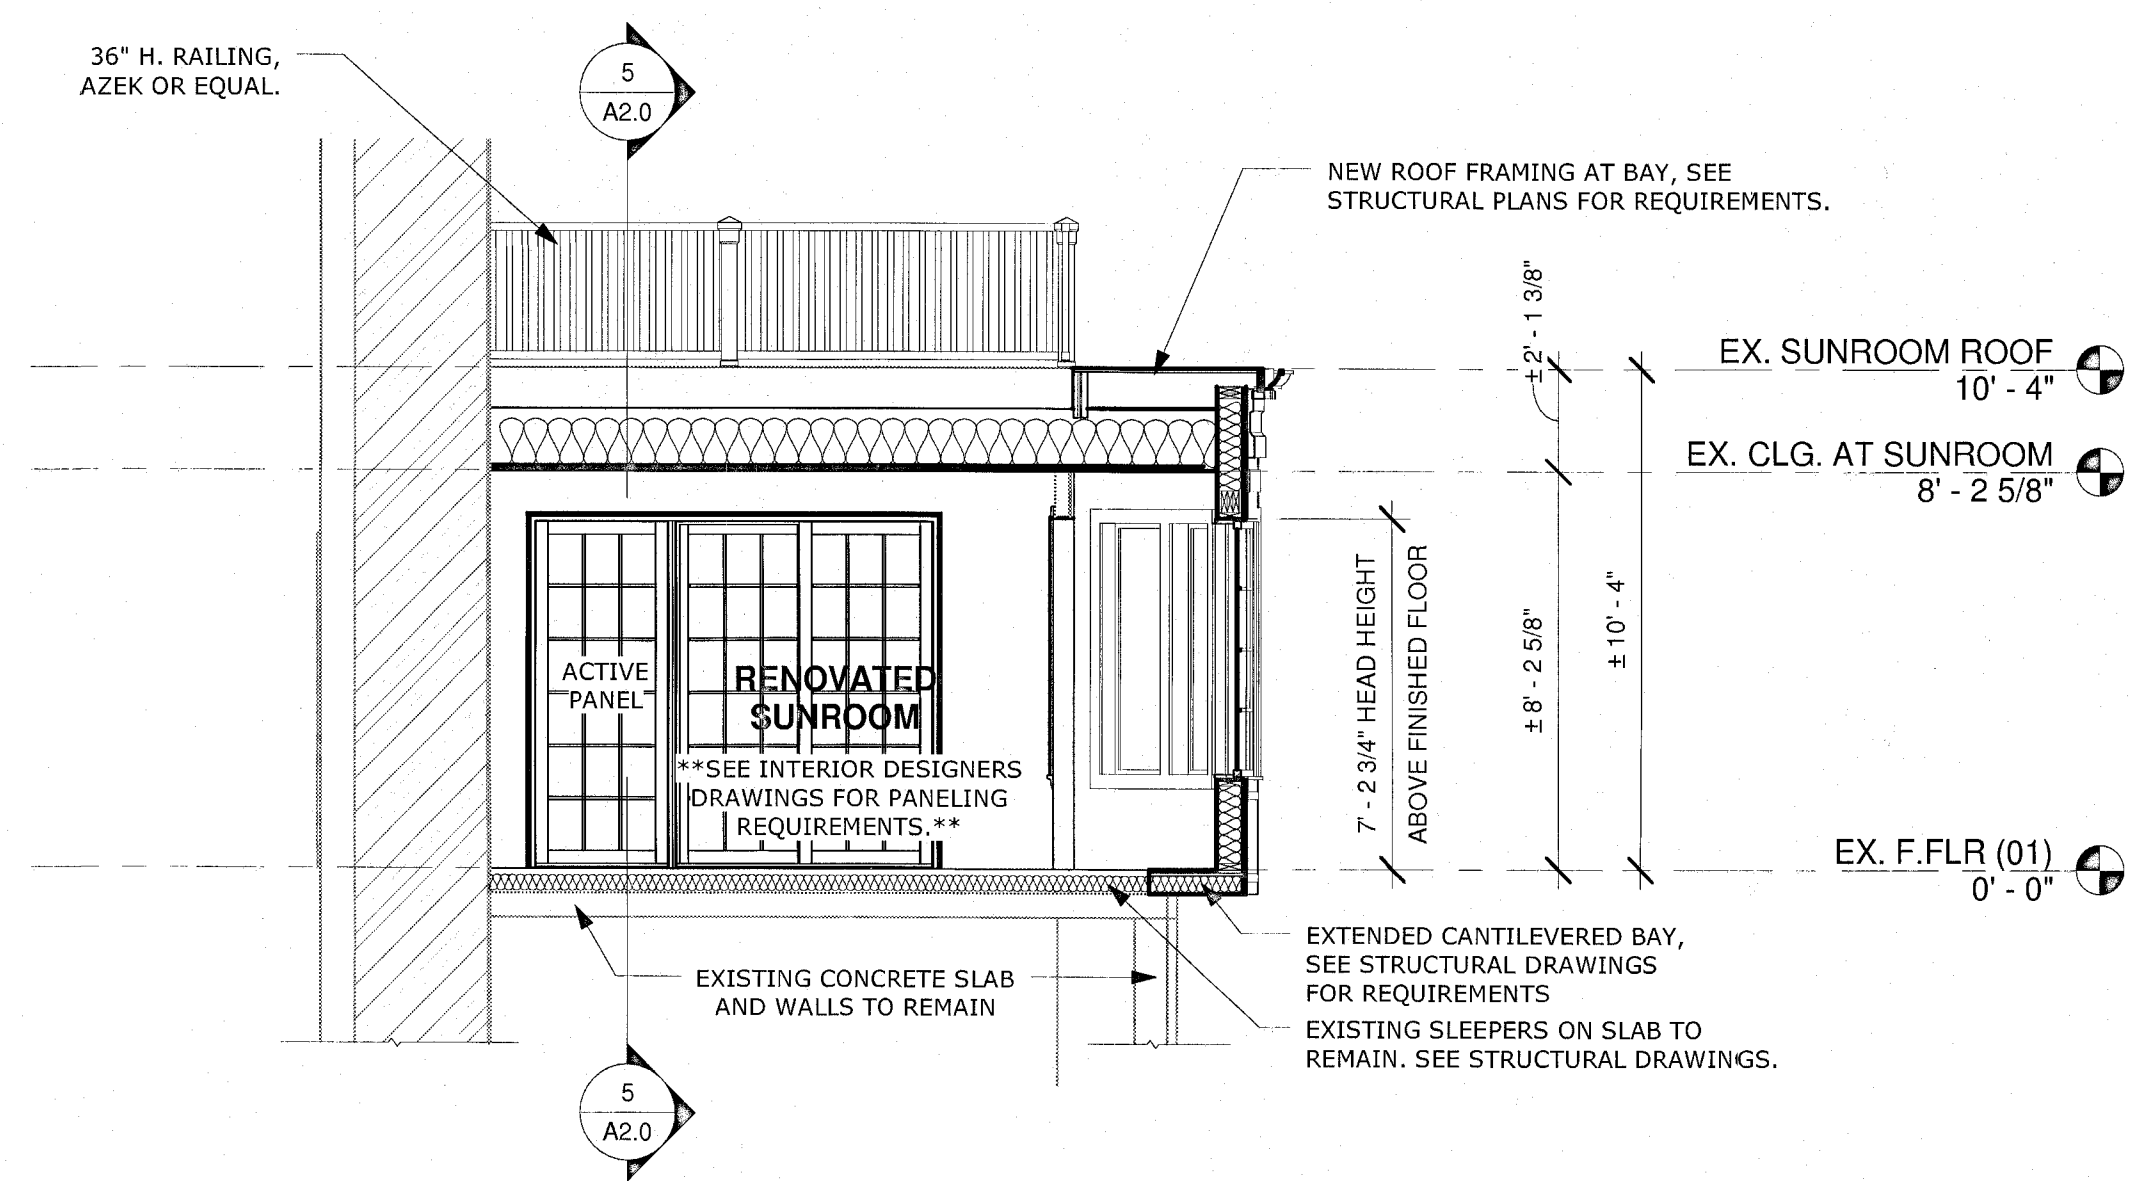 36" H. RAILING,
AZEK OR EQUAL.
5
A2.0
NEW ROOF FRAMING AT BAY, SEE
STRUCTURAL PLANS FOR REQUIREMENTS.
±2' - 1 3/8"
EX. SUNROOM ROOF
10' - 4"
EX. CLG. AT SUNROOM
8' - 2 5/8"
ACTIVE
PANEL
RENOVATED
SUNROOM
**SEE INTERIOR DESIGNERS
DRAWINGS FOR PANELING
REQUIREMENTS.**
7' - 2 3/4" HEAD HEIGHT
ABOVE FINISHED FLOOR
±8' - 2 5/8"
±10' - 4"
EX. F.FLR (01)
0' - 0"
EXISTING CONCRETE SLAB
AND WALLS TO REMAIN
EXTENDED CANTILEVERED BAY,
SEE STRUCTURAL DRAWINGS
FOR REQUIREMENTS
EXISTING SLEEPERS ON SLAB TO
REMAIN. SEE STRUCTURAL DRAWINGS.
5
A2.0